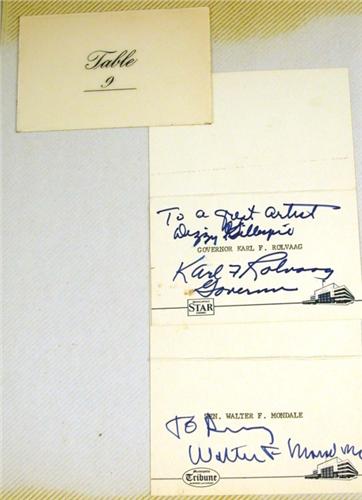 Table
9
To a great artist
Dizzy Gillespie
GOVERNOR KARL F. ROLVAAG
Karl F Rolvaag
Governor
STAR
SEN. WALTER F. MONDALE
To Dizzy
Walter F Mondale
Minneapolis
Tribune